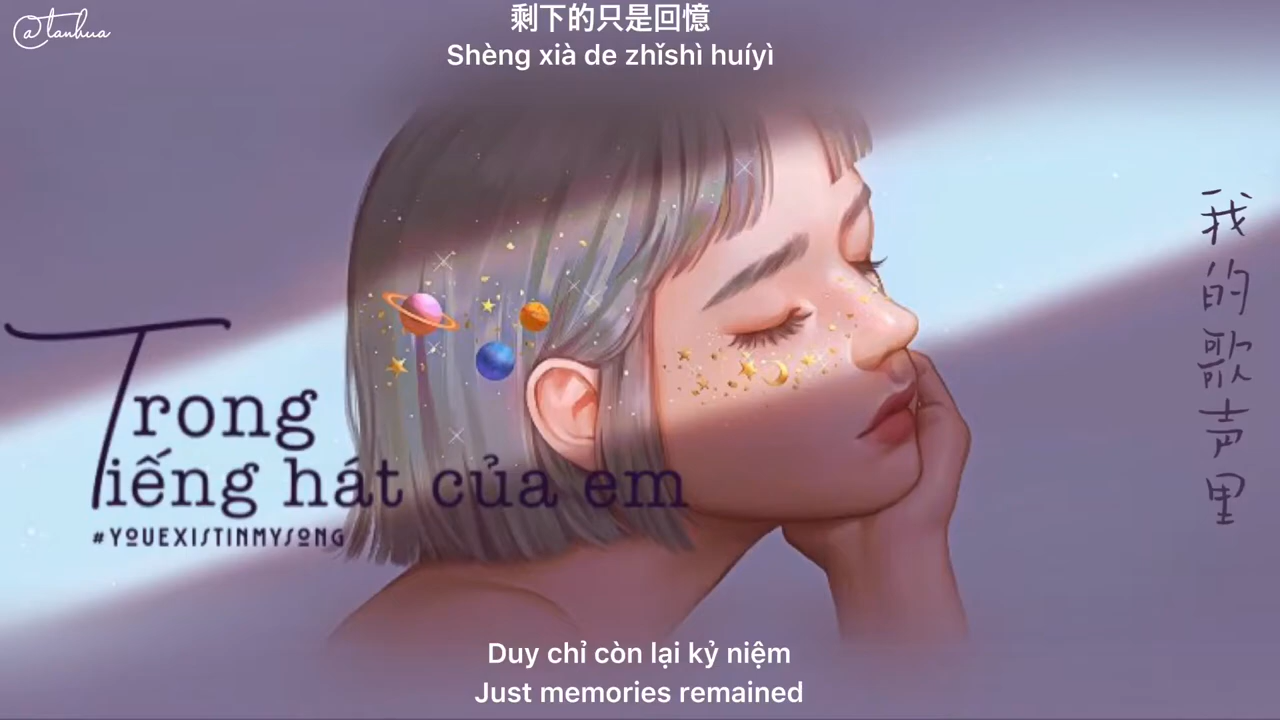 @tanhua
剩下的只是回憶
Shèng xià de zhǐshì huíyì
我的歌声里
Trong
Tiếng hát của em
#YOUEXISTINMYSONG
Duy chỉ còn lại kỷ niệm
Just memories remained